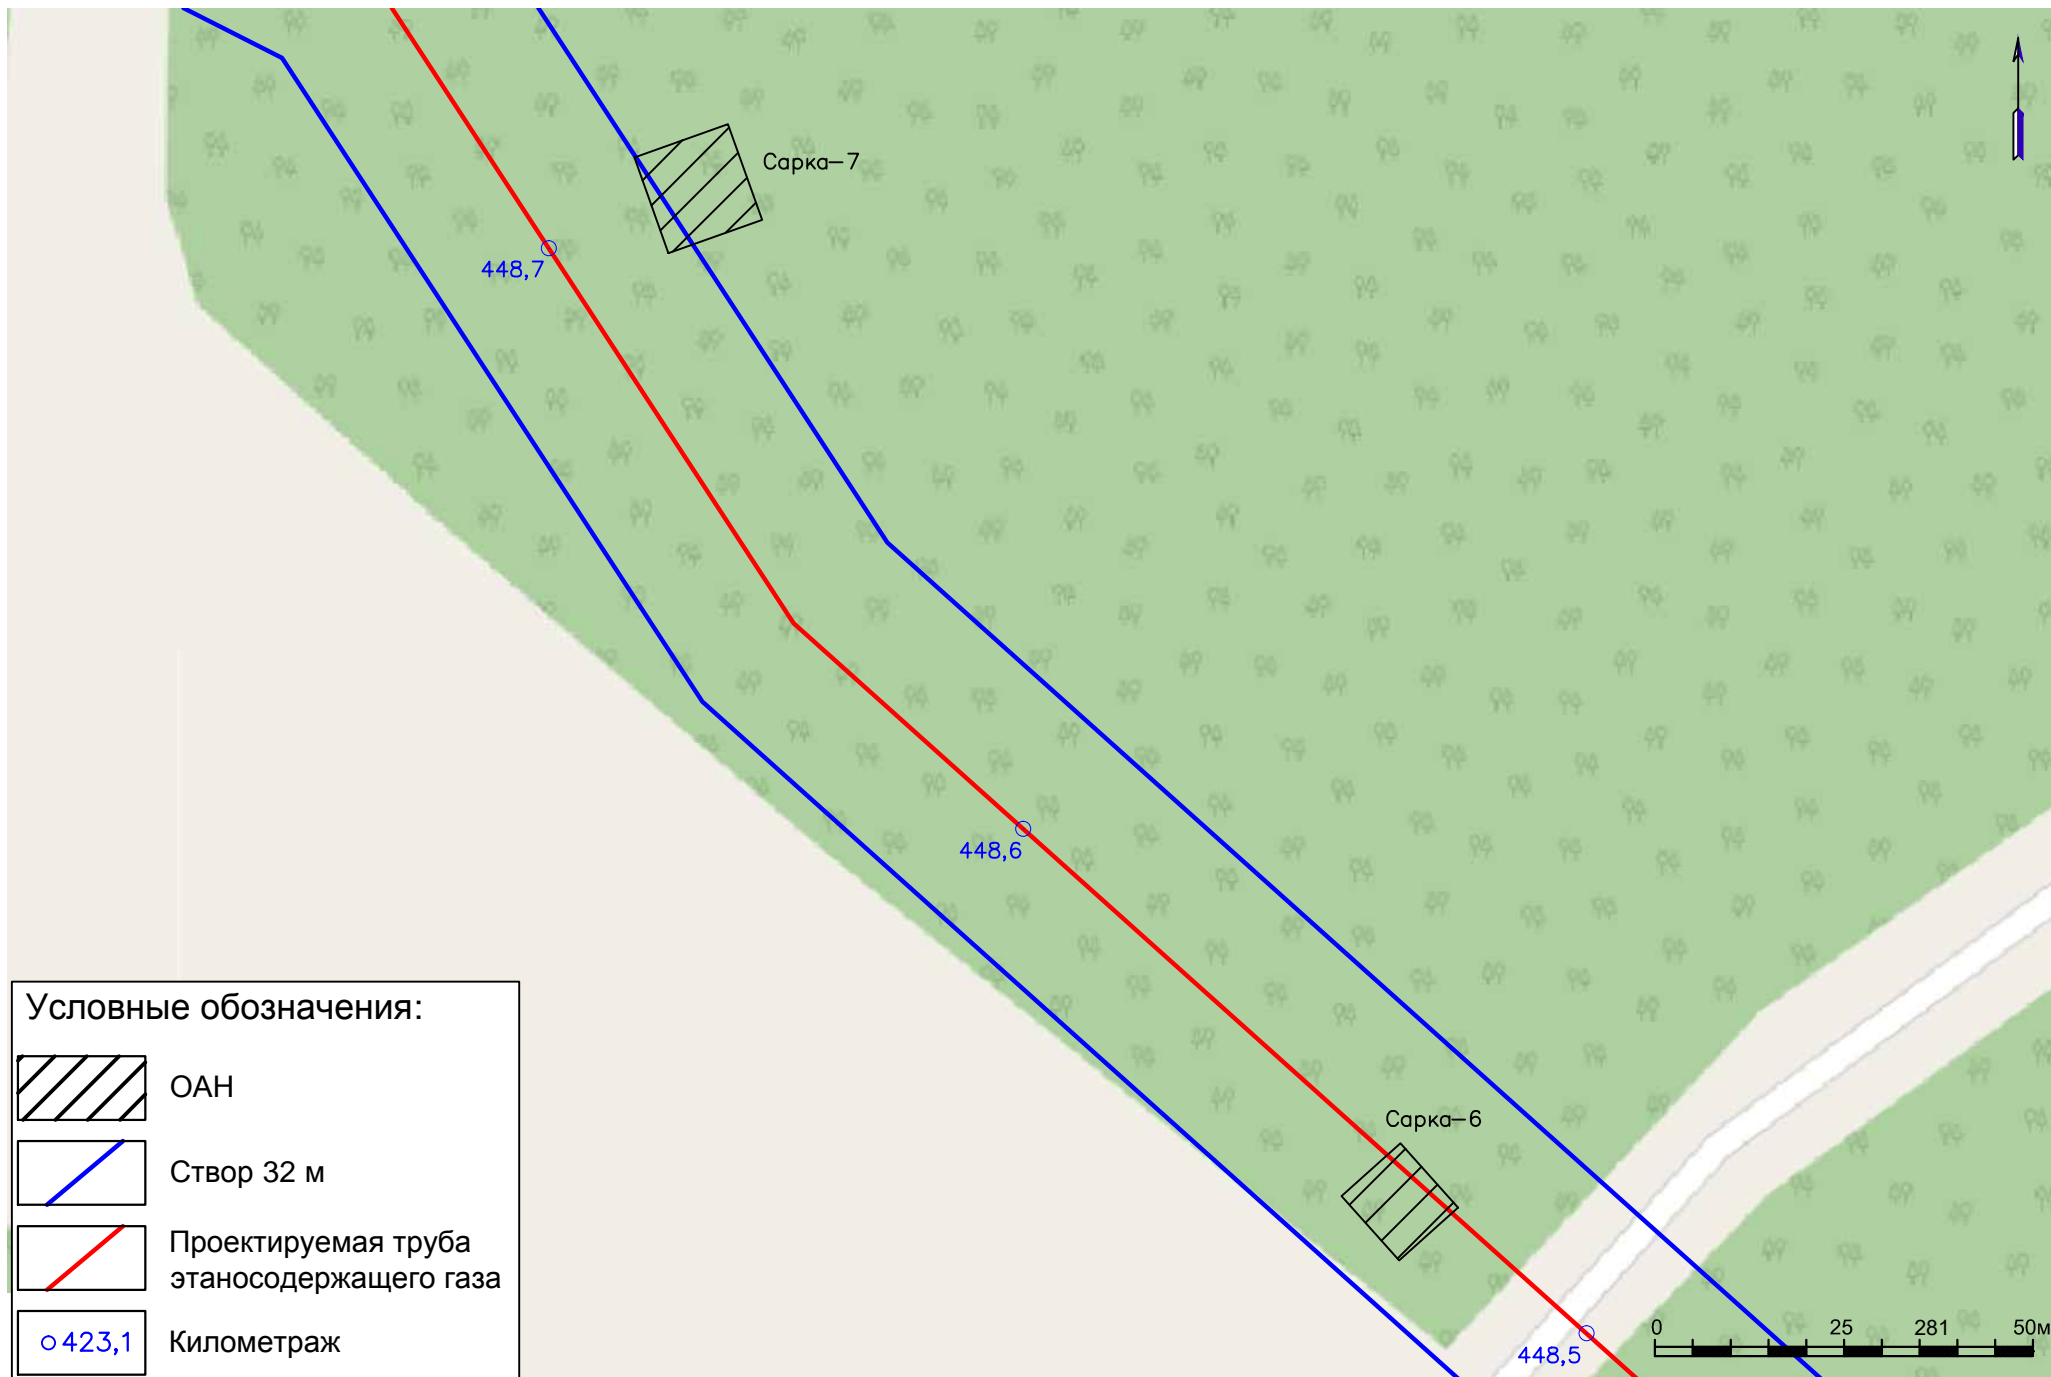 Сарка-7
448,7
448,6
Сарка-6
448,5
0 25 281 50м
Условные обозначения:
ОАН
Створ 32 м
Проектируемая труба
этаносодержащего газа
423,1 Километраж